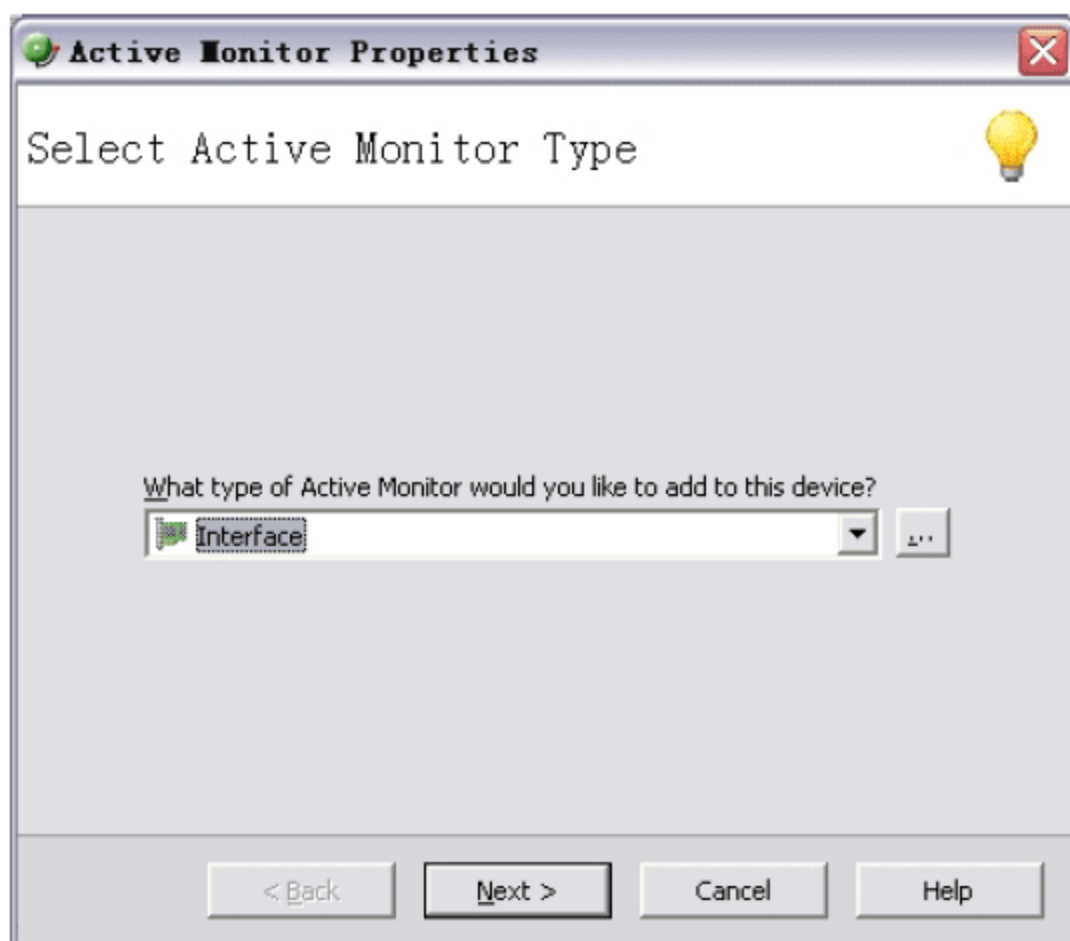 Active Monitor Properties
Select Active Monitor Type
What type of Active Monitor would you like to add to this device?
Interface
...
< Back
Next >
Cancel
Help